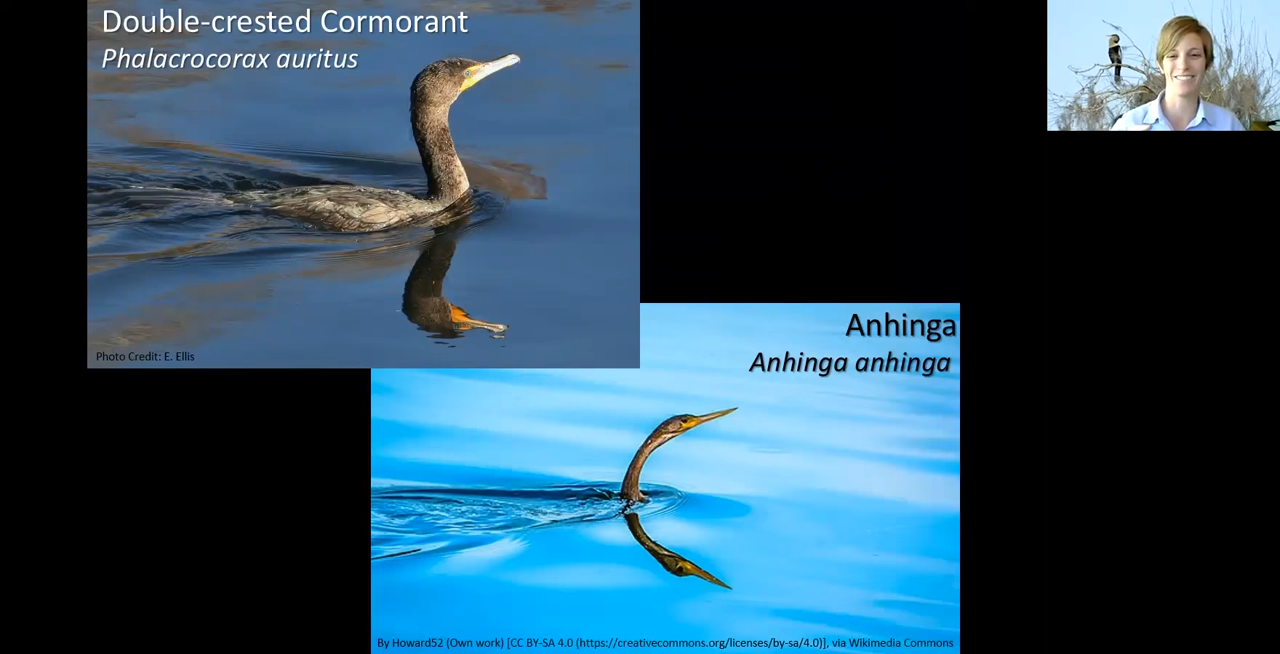 Double-crested Cormorant
Phalacrocorax auritus
Photo Credit: E. Ellis
Anhinga
Anhinga anhinga
By Howard52 (Own work) [CC BY-SA 4.0 (https://creativecommons.org/licenses/by-sa/4.0)], via Wikimedia Commons